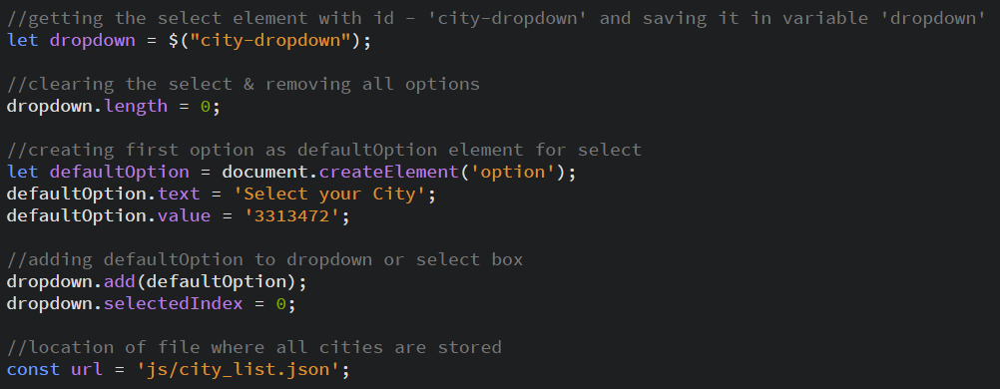 //getting the select element with id - 'city-dropdown' and saving it in variable 'dropdown'
let dropdown = $("city-dropdown");
//clearing the select & removing all options
dropdown.length = 0;
//creating first option as defaultOption element for select
let defaultOption = document.createElement('option');
defaultOption.text = 'Select your City';
defaultOption.value = '3313472';
//adding defaultOption to dropdown or select box
dropdown.add(defaultOption);
dropdown.selectedIndex = 0;
//location of file where all cities are stored
const url = 'js/city_list.json';